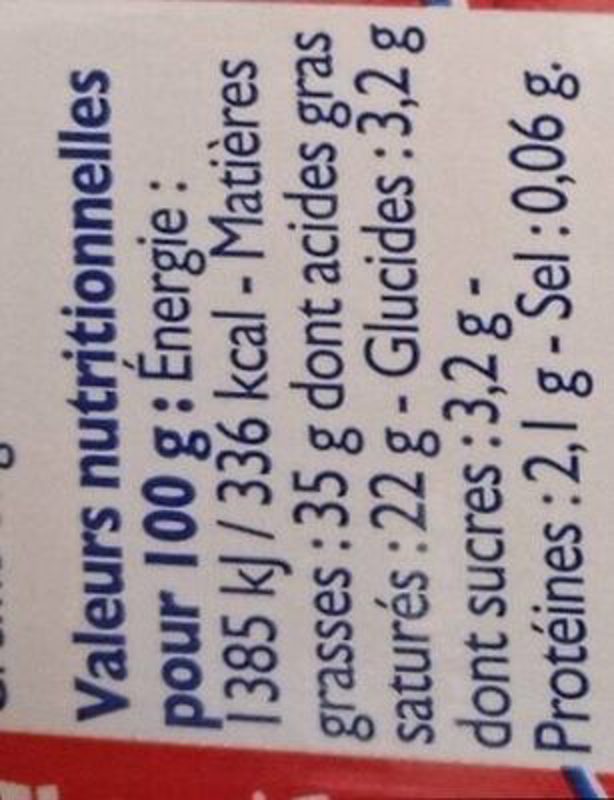 Valeurs nutritionnelles
pour 100 g : Énergie :
1385 kJ / 336 kcal - Matières
grasses : 35 g dont acides gras
saturés : 22 g - Glucides : 3,2 g
dont sucres : 3,2 g -
Protéines : 2,1 g - Sel : 0,06 g.